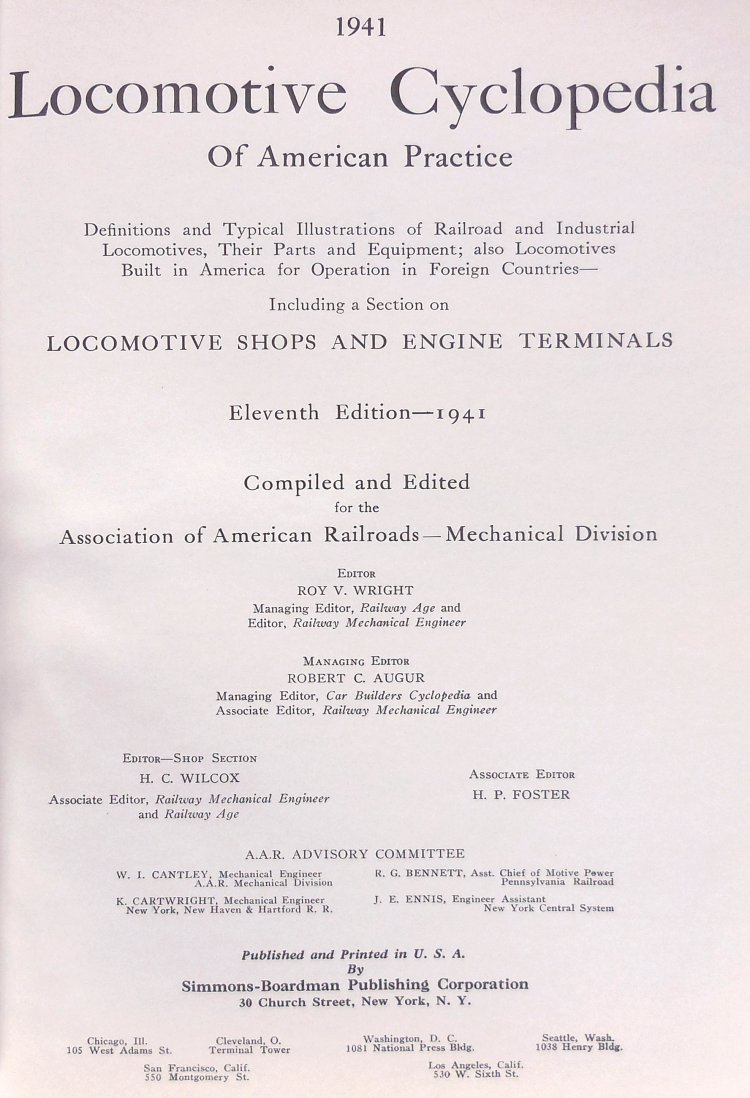 1941
Locomotive Cyclopedia
Of American Practice
Definitions and Typical Illustrations of Railroad and Industrial
Locomotives, Their Parts and Equipment; also Locomotives
Built in America for Operation in Foreign Countries—
Including a Section on
LOCOMOTIVE SHOPS AND ENGINE TERMINALS
Eleventh Edition—1941
Compiled and Edited
for the
Association of American Railroads—Mechanical Division
EDITOR
ROY V. WRIGHT
Managing Editor, Railway Age and
Editor, Railway Mechanical Engineer
MANAGING EDITOR
ROBERT C. AUGUR
Managing Editor, Car Builders Cyclopedia and
Associate Editor, Railway Mechanical Engineer
EDITOR—SHOP SECTION
H. C. WILCOX
Associate Editor, Railway Mechanical Engineer
and Railway Age
ASSOCIATE EDITOR
H. P. FOSTER
A.A.R. ADVISORY COMMITTEE
W. I. CANTLEY, Mechanical Engineer
A.A.R. Mechanical Division
R. G. BENNETT, Asst. Chief of Motive Power
Pennsylvania Railroad
K. CARTWRIGHT, Mechanical Engineer
New York, New Haven & Hartford R. R.
J. E. ENNIS, Engineer Assistant
New York Central System
Published and Printed in U. S. A.
By
Simmons-Boardman Publishing Corporation
30 Church Street, New York, N. Y.
Chicago, Ill.
105 West Adams St.
Cleveland, O.
Terminal Tower
Washington, D. C.
1081 National Press Bldg.
Seattle, Wash.
1038 Henry Bldg.
San Francisco, Calif.
550 Montgomery St.
Los Angeles, Calif.
530 W. Sixth St.